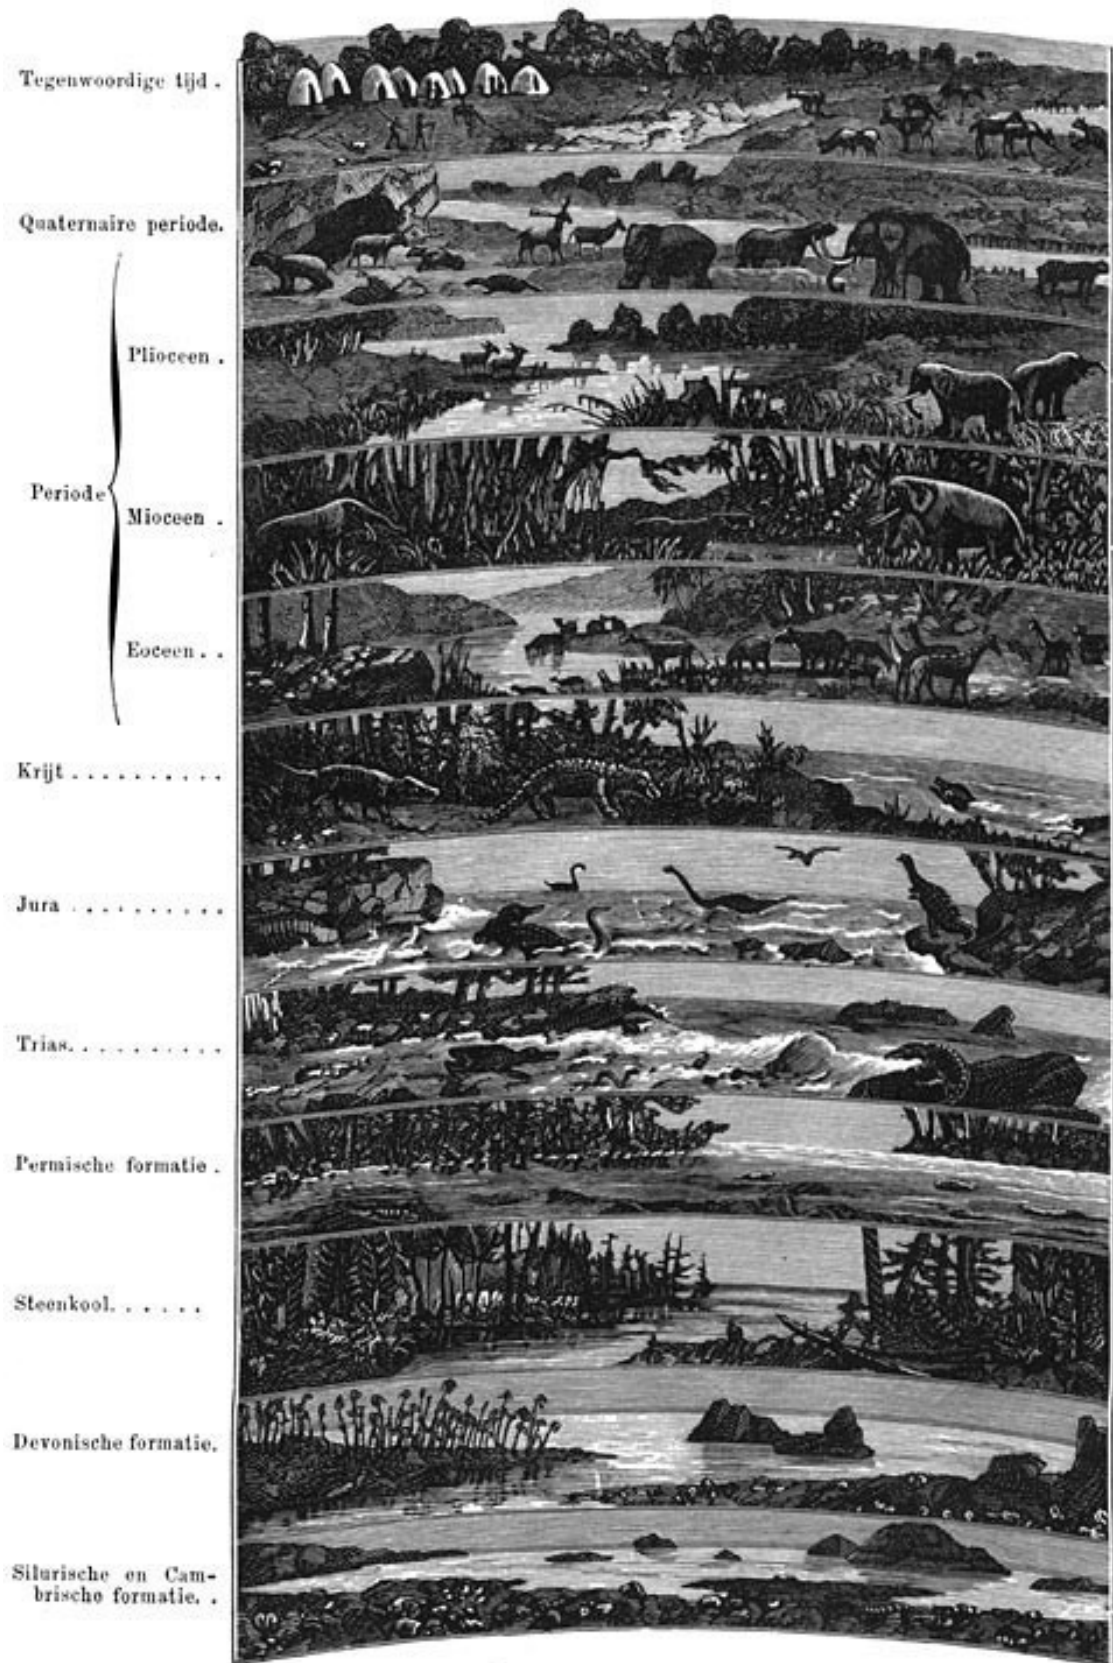 Tegenwoordige tijd .
Quaternaire periode.
Plioceen .
Periode
Mioceen .
Eoceen . .
Krijt . . . . . . . . . .
Jura . . . . . . . . .
Trias. . . . . . . . . .
Permische formatie .
Steenkool. . . . . .
Devonische formatie.
Silurische en Cam-
brische formatie. .